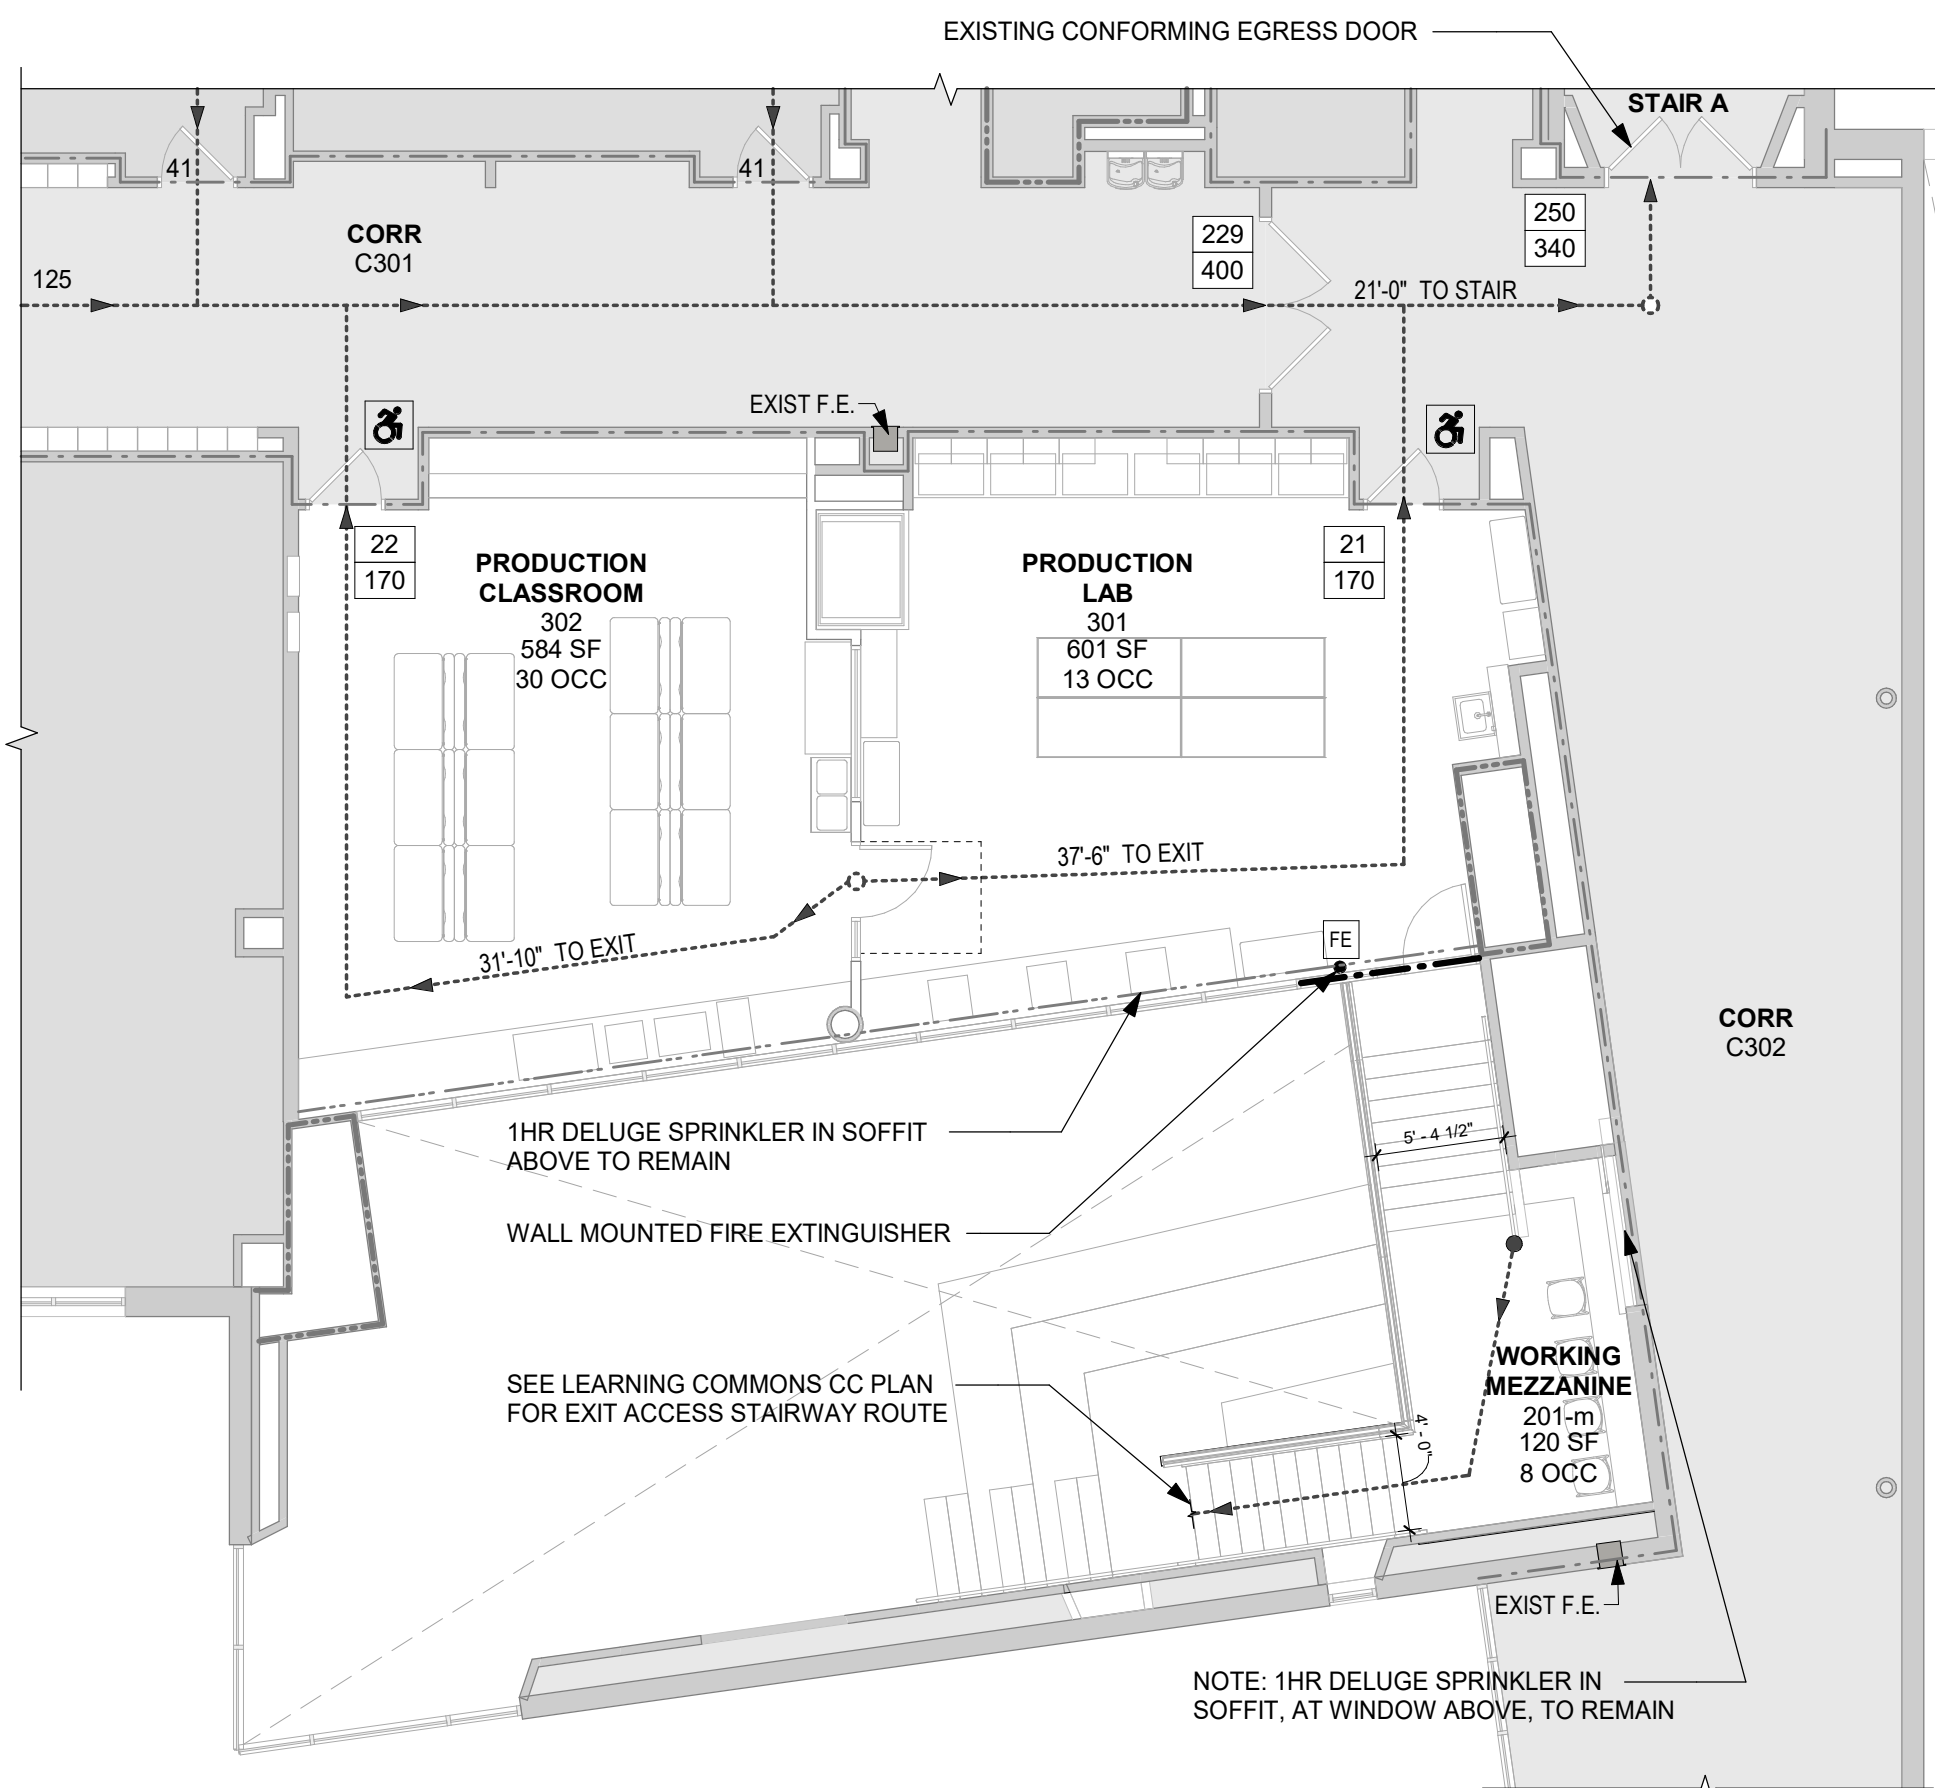 EXISTING CONFORMING EGRESS DOOR
STAIR A
41
41
CORR
C301
229
400
250
340
125
21'-0" TO STAIR
EXIST F.E.
22
170
PRODUCTION
CLASSROOM
302
584 SF
30 OCC
PRODUCTION
LAB
301
601 SF
13 OCC
21
170
37'-6" TO EXIT
31'-10" TO EXIT
FE
CORR
C302
1HR DELUGE SPRINKLER IN SOFFIT
ABOVE TO REMAIN
5' - 4 1/2"
WALL MOUNTED FIRE EXTINGUISHER
SEE LEARNING COMMONS CC PLAN
FOR EXIT ACCESS STAIRWAY ROUTE
WORKING
MEZZANINE
201-m
120 SF
8 OCC
4' - 0"
EXIST F.E.
NOTE: 1HR DELUGE SPRINKLER IN
SOFFIT, AT WINDOW ABOVE, TO REMAIN